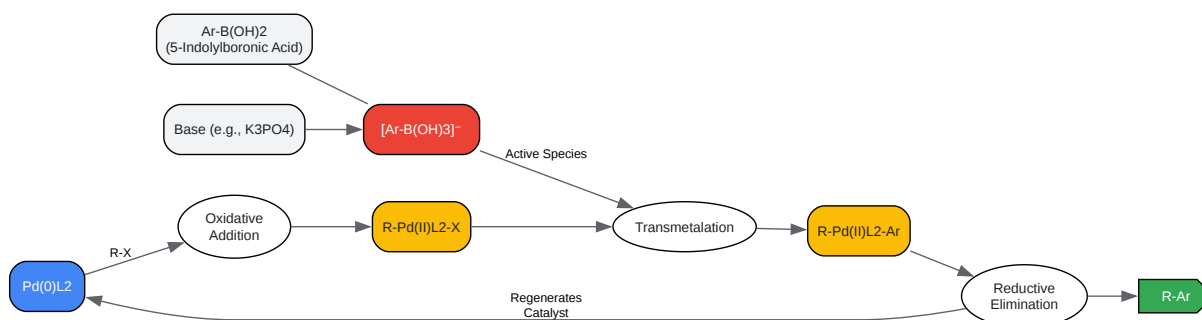 Ar-B(OH)2
(5-Indolylboronic Acid)
Base (e.g., K3PO4)
[Ar-B(OH)3]⁻
Active Species
Oxidative
Addition
R-Pd(II)L2-X
Transmetalation
R-Pd(II)L2-Ar
R-X
Pd(0)L2
Regenerates
Catalyst
Reductive
Elimination
R-Ar